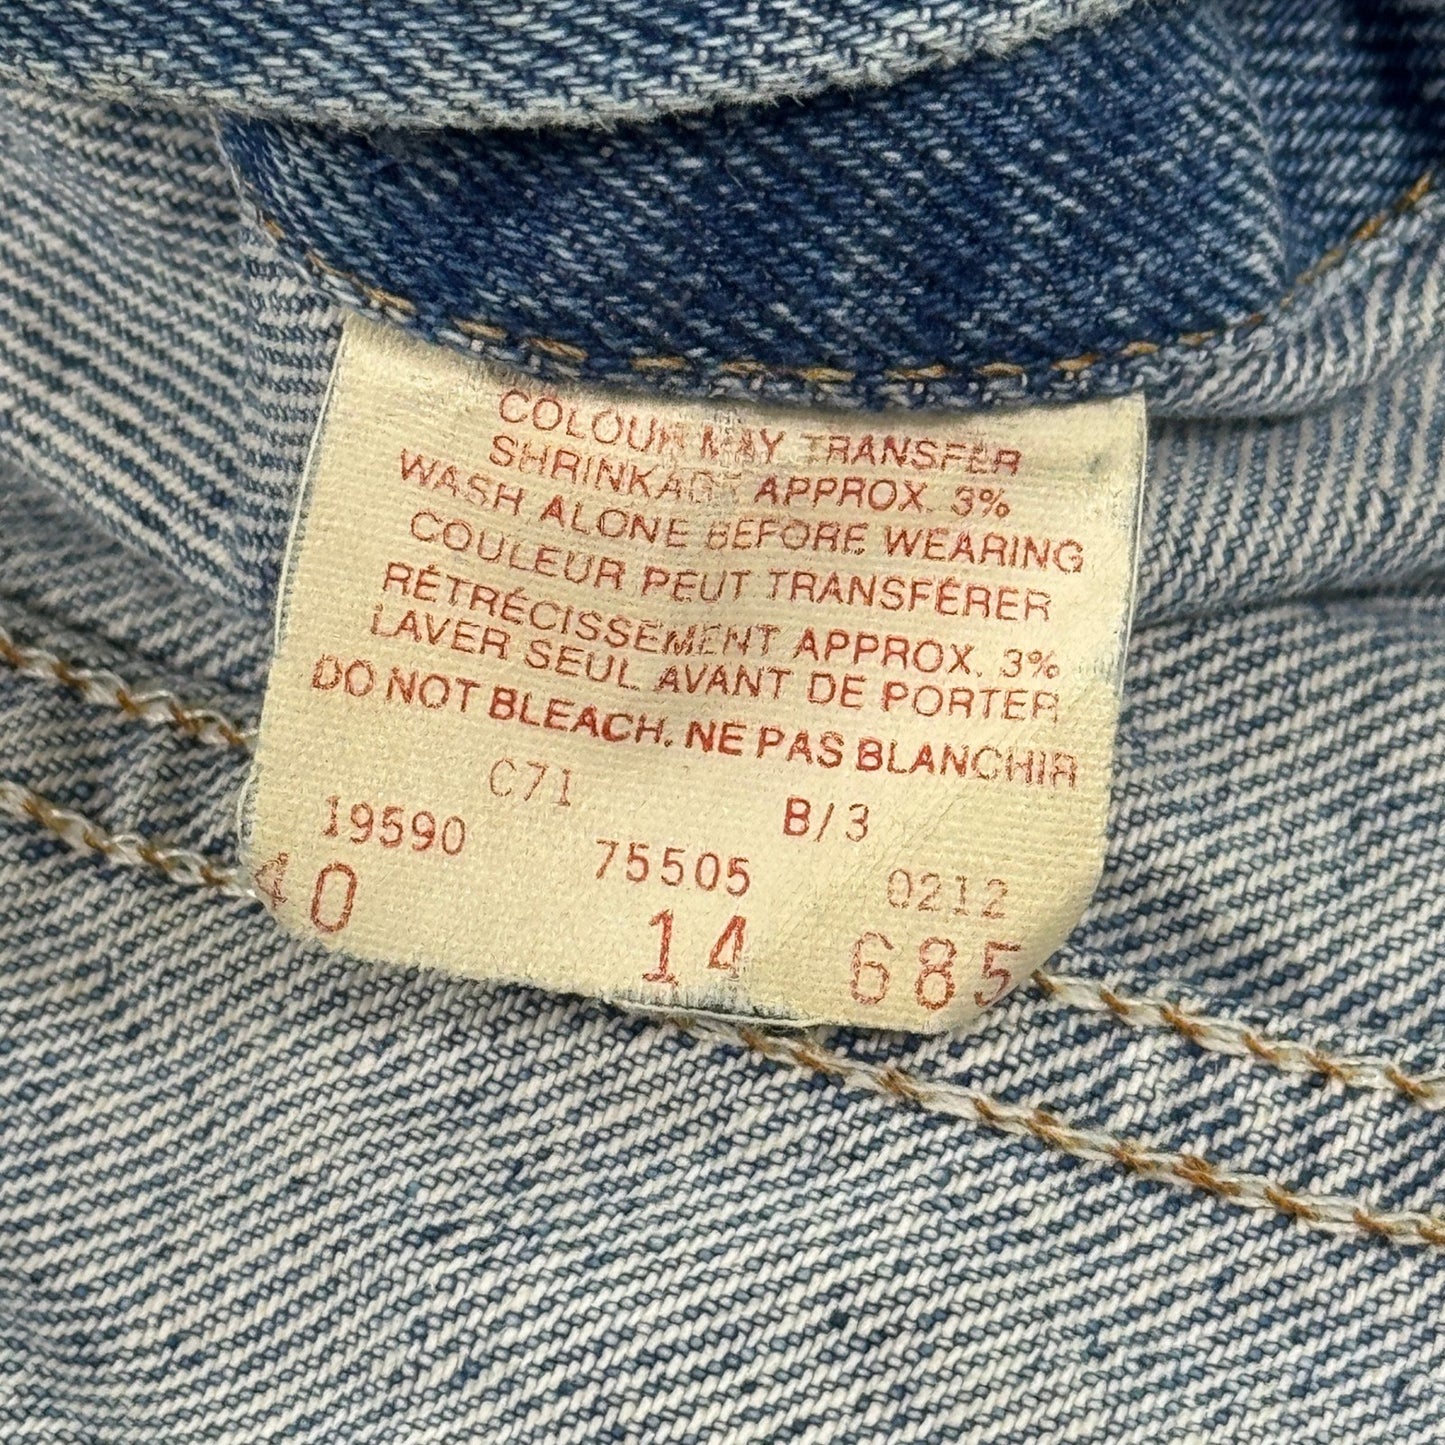 COLOUR MAY TRANSFER
SHRINKAGE APPROX. 3%
WASH ALONE BEFORE WEARING
COULEUR PEUT TRANSFÉRER
RÉTRÉCISSEMENT APPROX. 3%
LAVER SEUL AVANT DE PORTER
DO NOT BLEACH. NE PAS BLANCHIR
C71 B/3
19590 75505 0212
40 14 685